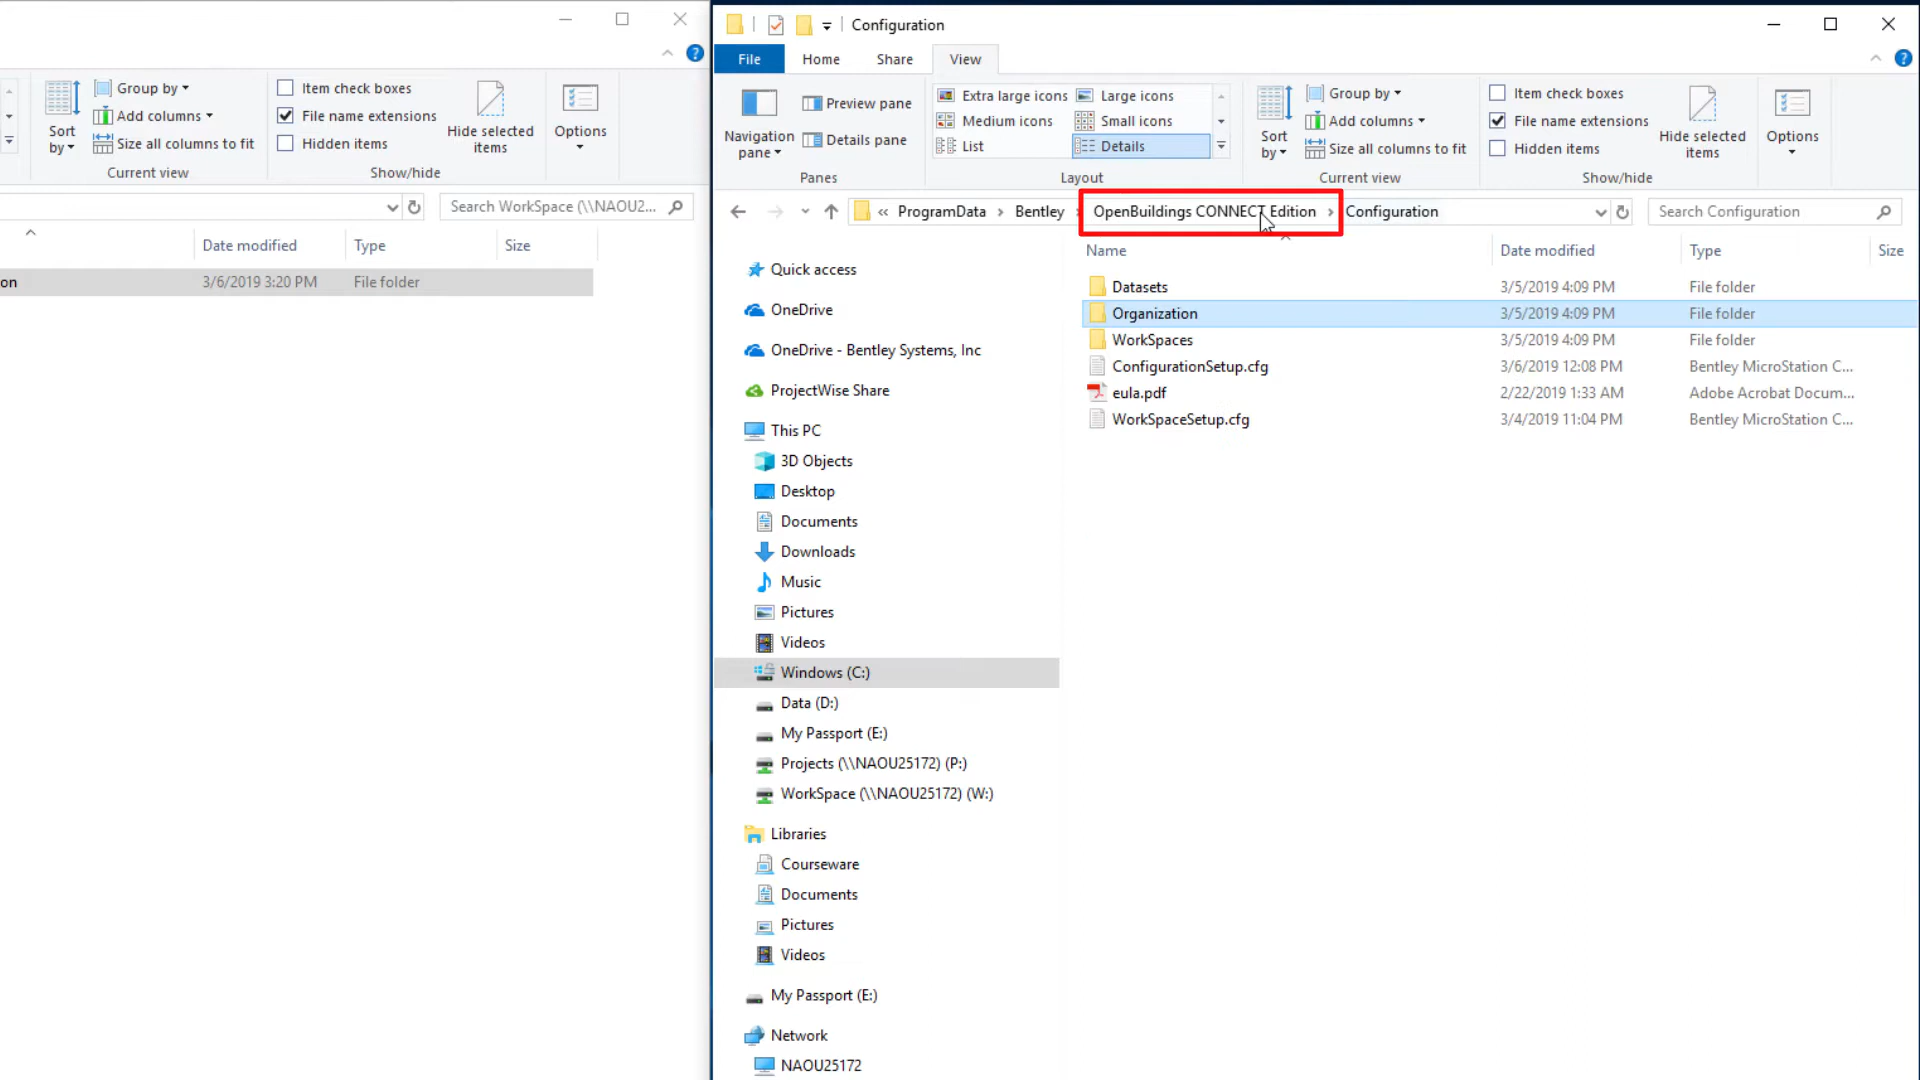 Group by
Add columns
Size all columns to fit
Sort by
Current view
Item check boxes
File name extensions
Hidden items
Hide selected items
Show/hide
Options
Search WorkSpace (\\NAOU2...
Date modified
Type
Size
on
3/6/2019 3:20 PM
File folder
Configuration
File
Home
Share
View
Navigation pane
Preview pane
Details pane
Panes
Extra large icons
Large icons
Medium icons
Small icons
List
Details
Layout
Sort by
Group by
Add columns
Size all columns to fit
Current view
Item check boxes
File name extensions
Hidden items
Hide selected items
Show/hide
Options
« ProgramData › Bentley › OpenBuildings CONNECT Edition › Configuration
Search Configuration
Name Date modified Type Size
Datasets 3/5/2019 4:09 PM File folder
Organization 3/5/2019 4:09 PM File folder
WorkSpaces 3/5/2019 4:09 PM File folder
ConfigurationSetup.cfg 3/6/2019 12:08 PM Bentley MicroStation C...
eula.pdf 2/22/2019 1:33 AM Adobe Acrobat Docum...
WorkSpaceSetup.cfg 3/4/2019 11:04 PM Bentley MicroStation C...
Quick access
OneDrive
OneDrive - Bentley Systems, Inc
ProjectWise Share
This PC
3D Objects
Desktop
Documents
Downloads
Music
Pictures
Videos
Windows (C:)
Data (D:)
My Passport (E:)
Projects (\\NAOU25172) (P:)
WorkSpace (\\NAOU25172) (W:)
Libraries
Courseware
Documents
Pictures
Videos
My Passport (E:)
Network
NAOU25172